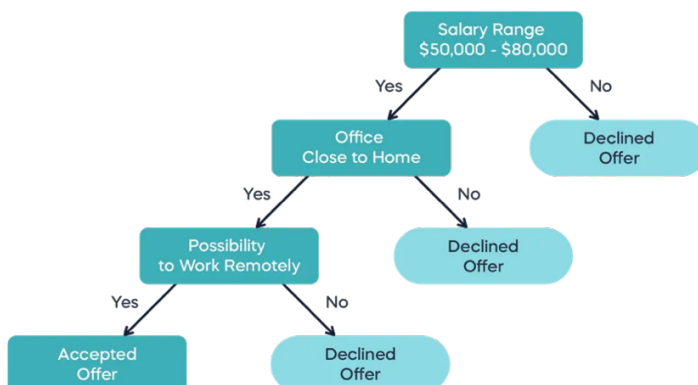 Salary Range
$50,000 - $80,000
Yes
No
Office
Close to Home
Declined
Offer
Yes
No
Possibility
to Work Remotely
Declined
Offer
Yes
No
Accepted
Offer
Declined
Offer